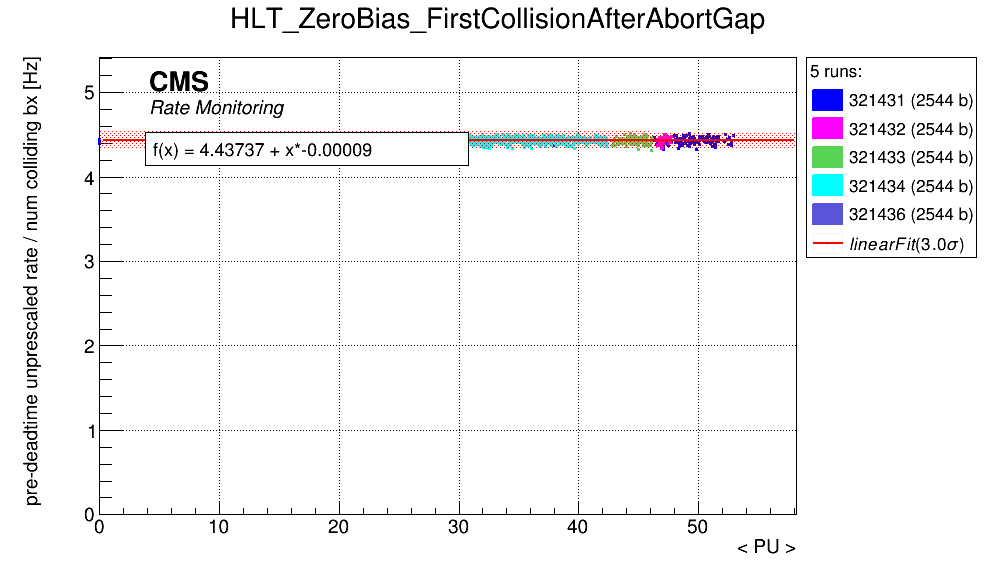 HLT_ZeroBias_FirstCollisionAfterAbortGap
pre-deadtime unprescaled rate / num colliding bx [Hz]
CMS
Rate Monitoring
f(x) = 4.43737 + x*-0.00009
5
4
3
2
1
0
0 10 20 30 40 50
< PU >
5 runs:
321431 (2544 b)
321432 (2544 b)
321433 (2544 b)
321434 (2544 b)
321436 (2544 b)
linearFit(3.0σ)